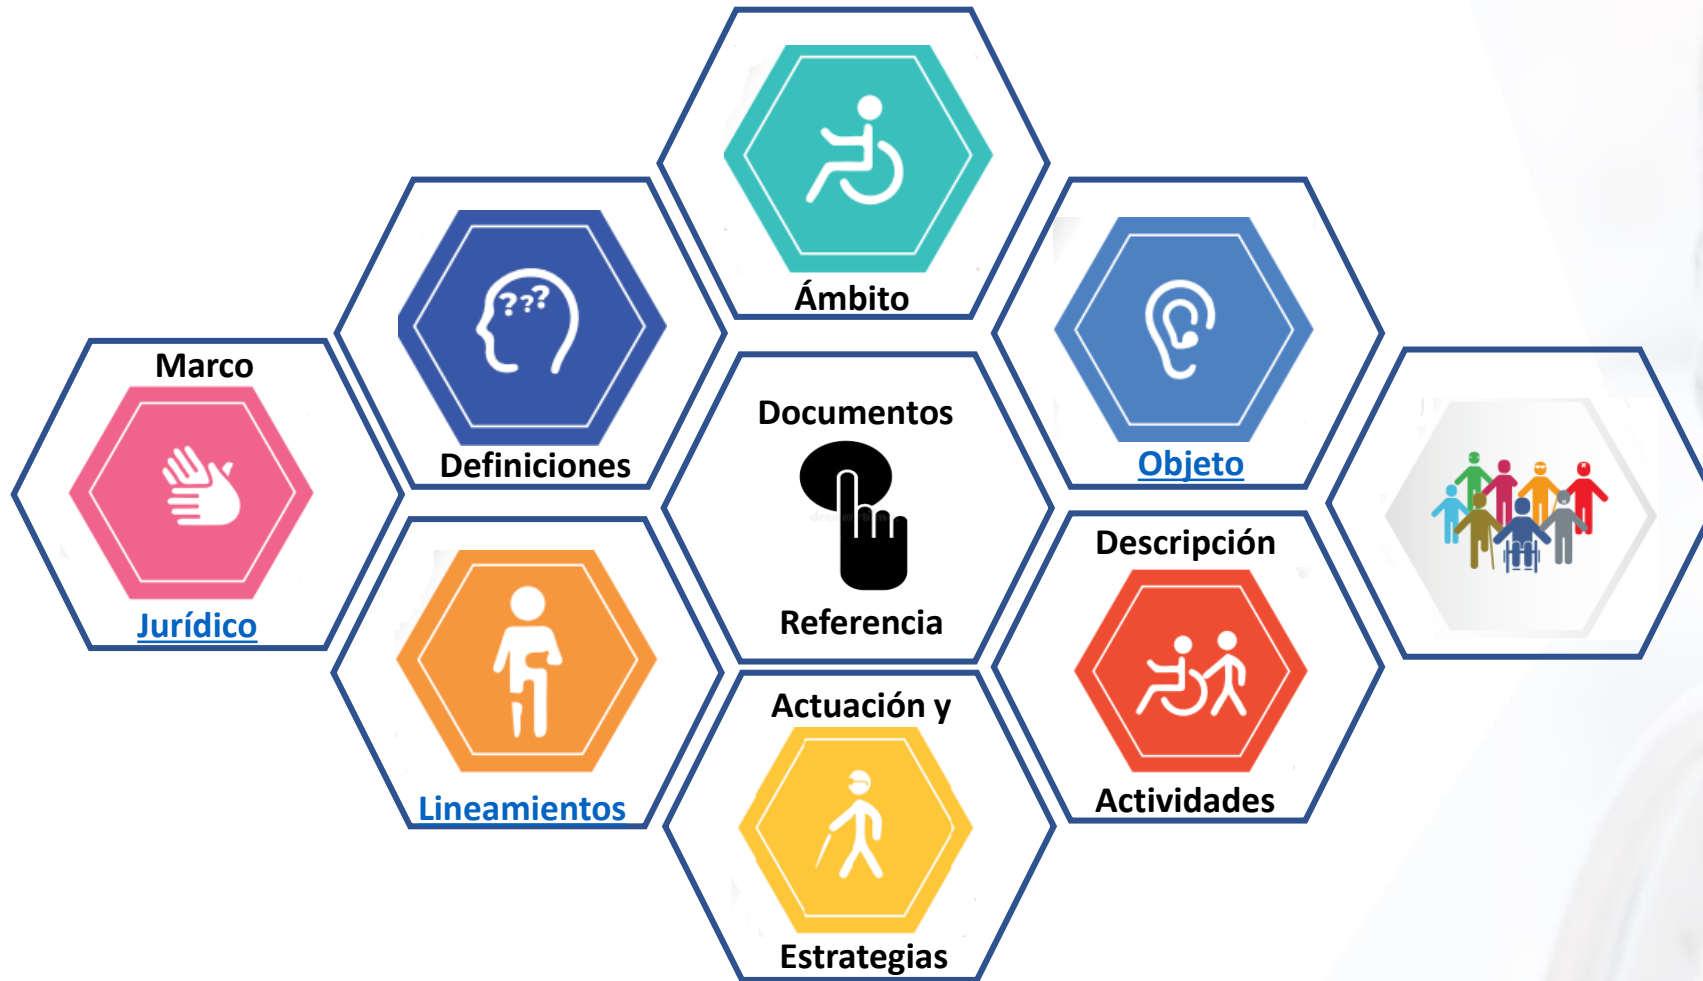 Ámbito
???
Definiciones
Objeto
Marco
Jurídico
Documentos
Referencia
Descripción
Actividades
Lineamientos
Actuación y
Estrategias